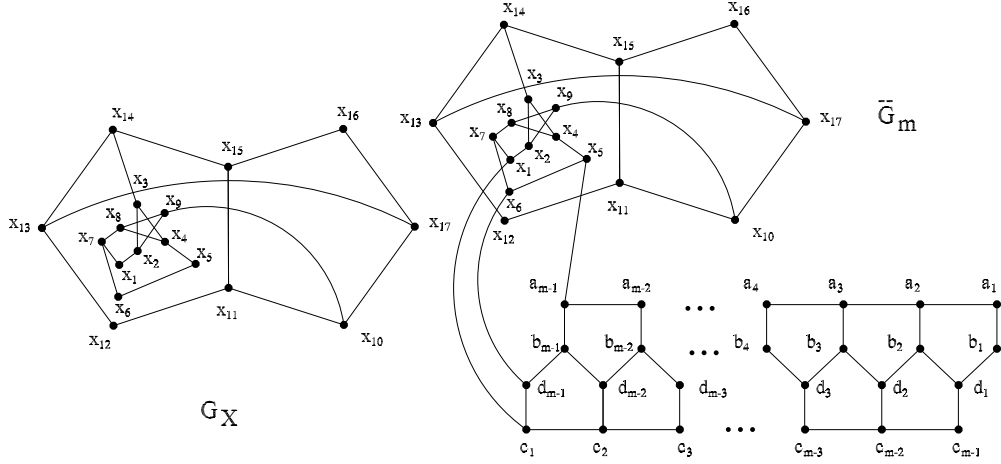 x14 x16
x15
x3 x9
x8
x13 x7 x4 x17
x2 x5
x1
x6
x11
x12 x10
G̅̈m
x14 x16
x15
x3
x8 x9
x13 x7 x4 x17
x2 x5
x1
x6 x11
x12 x10
am-1 am-2 ... a4 a3 a2 a1
bm-1 bm-2 ... b4 b3 b2 b1
dm-1 dm-2 dm-3 d3 d2 d1
c1 c2 c3 ... cm-3 cm-2 cm-1
GX